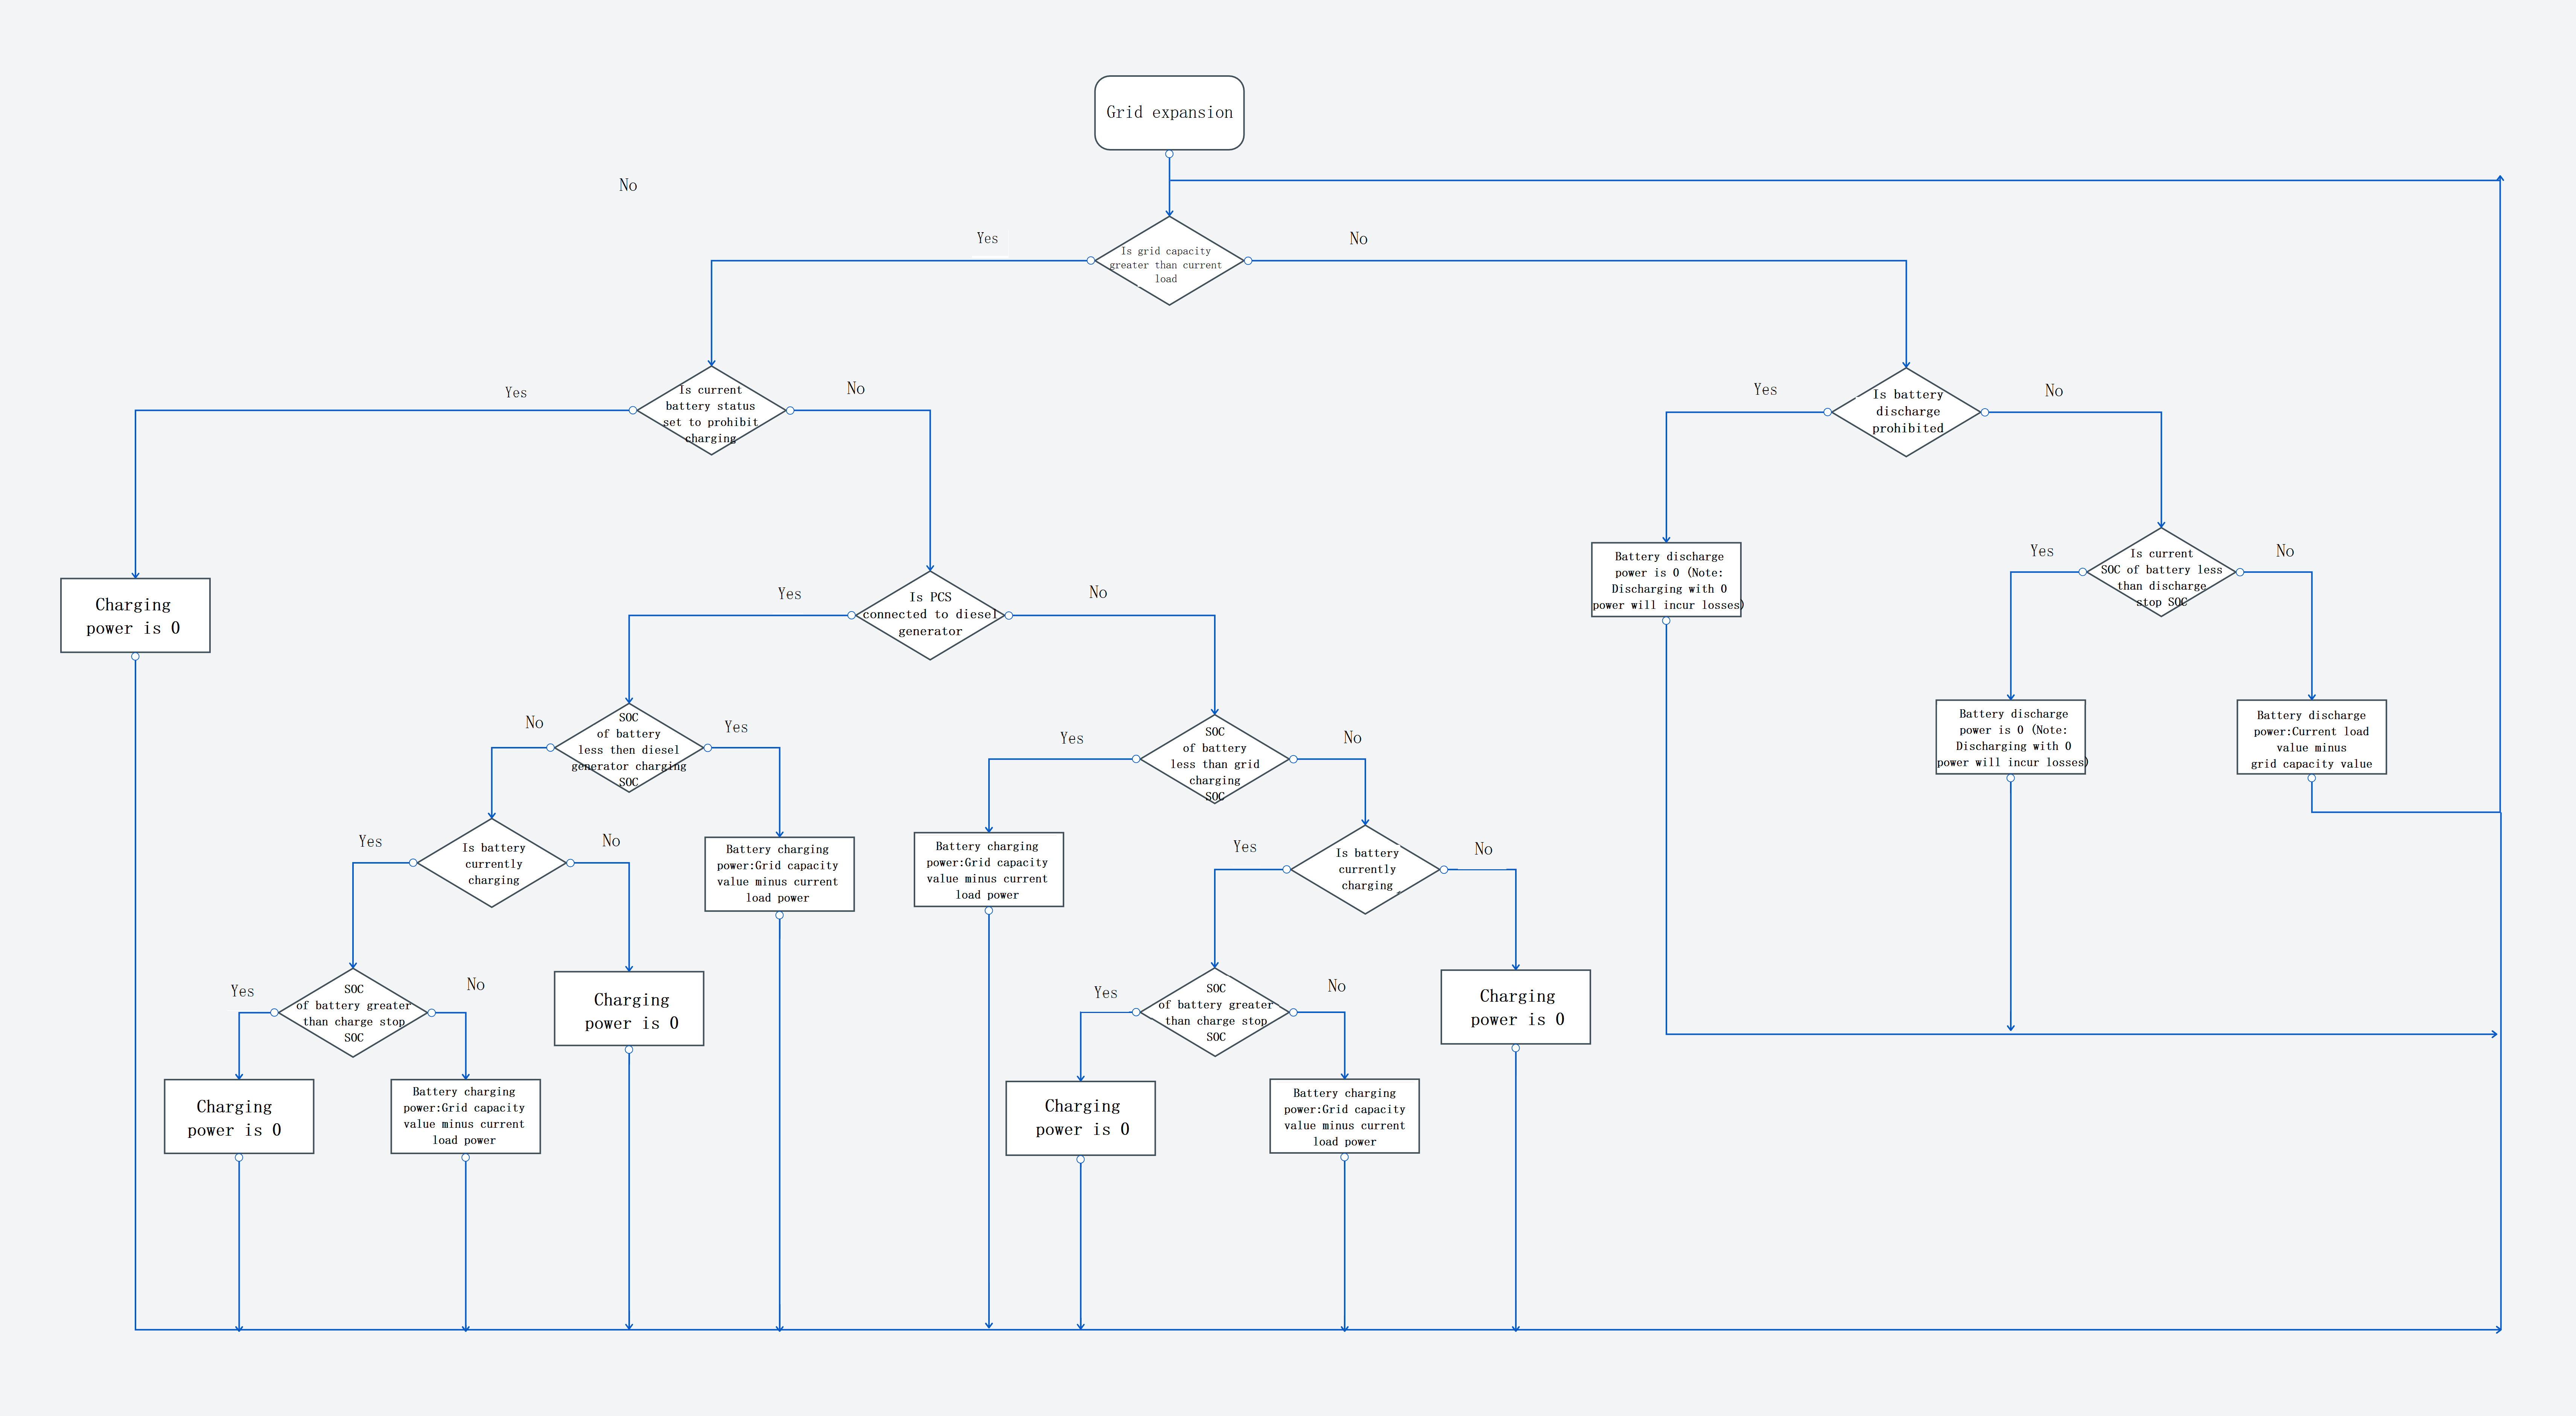 Grid expansion
No
Yes
No
Is grid capacity
greater than current
load
Yes
Is current
battery status
set to prohibit
charging
No
Yes
Is battery
discharge
prohibited
No
Battery discharge
power is 0 (Note:
Discharging with 0
power will incur losses)
Yes
Is current
SOC of battery less
than discharge
stop SOC
No
Charging
power is 0
Yes
Is PCS
connected to diesel
generator
No
Battery discharge
power is 0 (Note:
Discharging with 0
power will incur losses)
Battery discharge
power:Current load
value minus
grid capacity value
No
SOC
of battery
less then diesel
generator charging
SOC
Yes
Yes
SOC
of battery
less than grid
charging
SOC
No
Yes
Is battery
currently
charging
No
Battery charging
power:Grid capacity
value minus current
load power
Battery charging
power:Grid capacity
value minus current
load power
Yes
Is battery
currently
charging
No
Yes
SOC
of battery greater
than charge stop
SOC
No
Charging
power is 0
Yes
SOC
of battery greater
than charge stop
SOC
No
Charging
power is 0
Charging
power is 0
Battery charging
power:Grid capacity
value minus current
load power
Charging
power is 0
Battery charging
power:Grid capacity
value minus current
load power